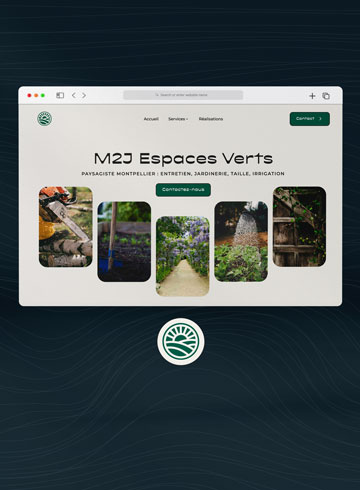 Search or enter website name
Accueil Services Réalisations Contact
M2J Espaces Verts
PAYSAGISTE MONTPELLIER : ENTRETIEN, JARDINERIE, TAILLE, IRRIGATION
Contactez-nous